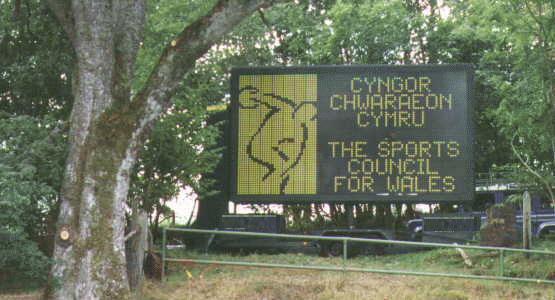 CYNGOR
CHWARAEON
CYMRU
THE SPORTS
COUNCIL
FOR WALES